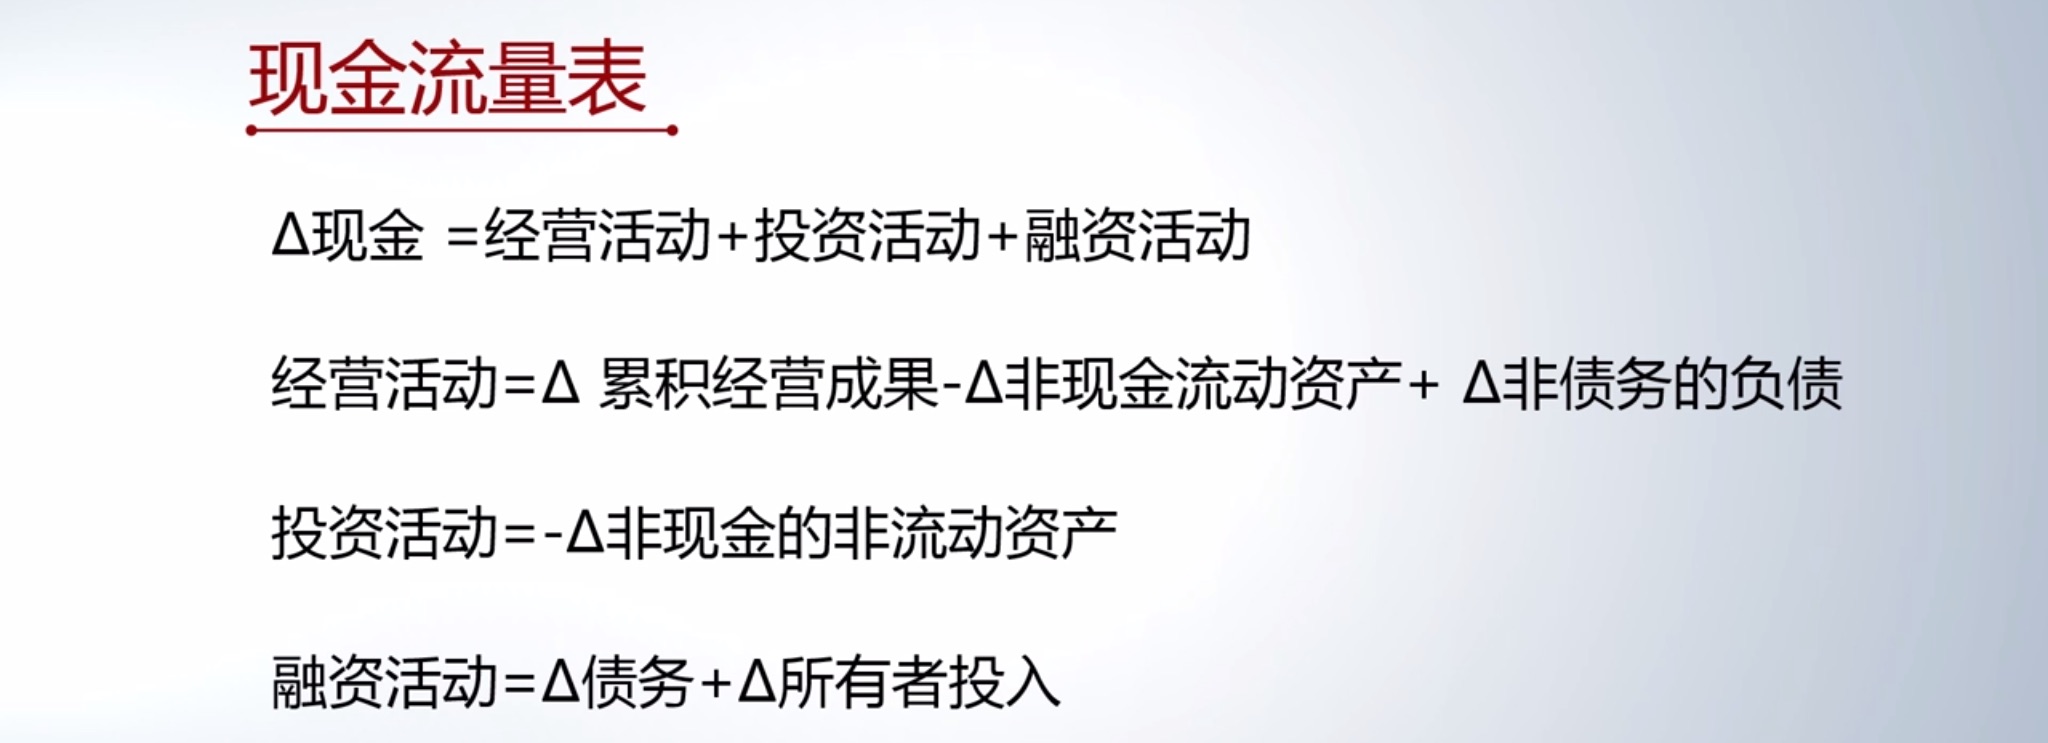 现金流量表
Δ现金 =经营活动+投资活动+融资活动
经营活动=Δ 累积经营成果-Δ非现金流动资产+ Δ非债务的负债
投资活动=-Δ非现金的非流动资产
融资活动=Δ债务+Δ所有者投入